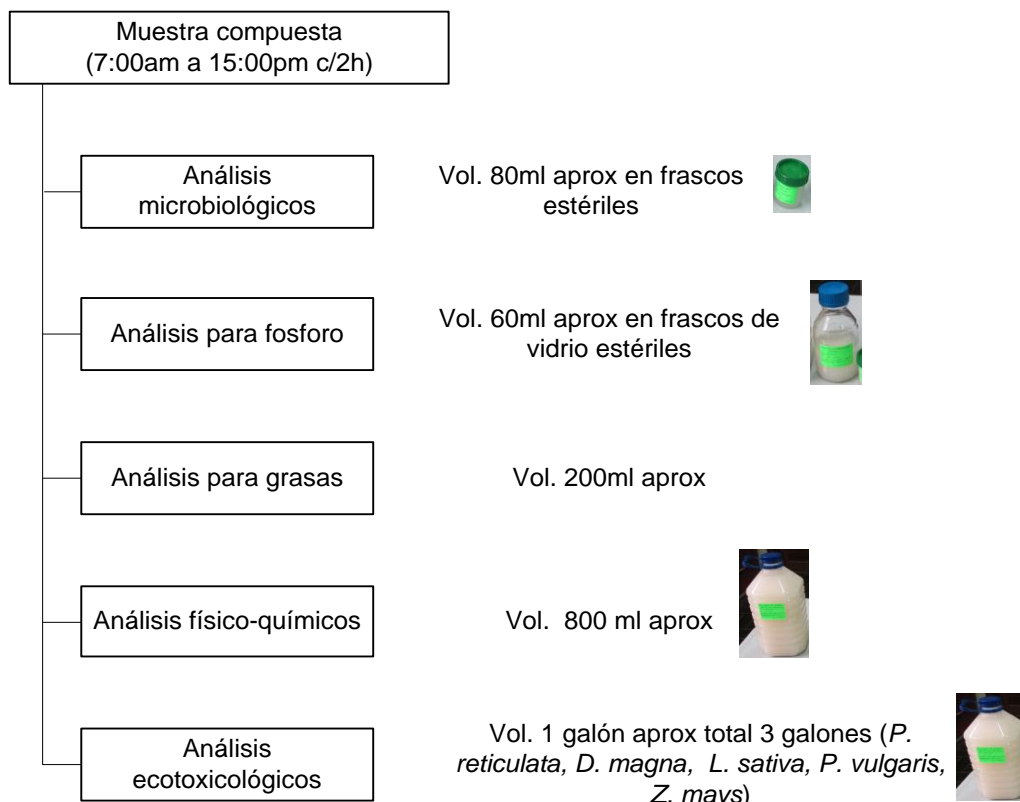 Muestra compuesta
(7:00am a 15:00pm c/2h)
Análisis
microbiológicos
Vol. 80ml aprox en frascos
estériles
Análisis para fosforo
Vol. 60ml aprox en frascos de
vidrio estériles
Análisis para grasas
Vol. 200ml aprox
Análisis físico-químicos
Vol. 800 ml aprox
Análisis
ecotoxicológicos
Vol. 1 galón aprox total 3 galones (P.
reticulata, D. magna, L. sativa, P. vulgaris,
Z. mays)